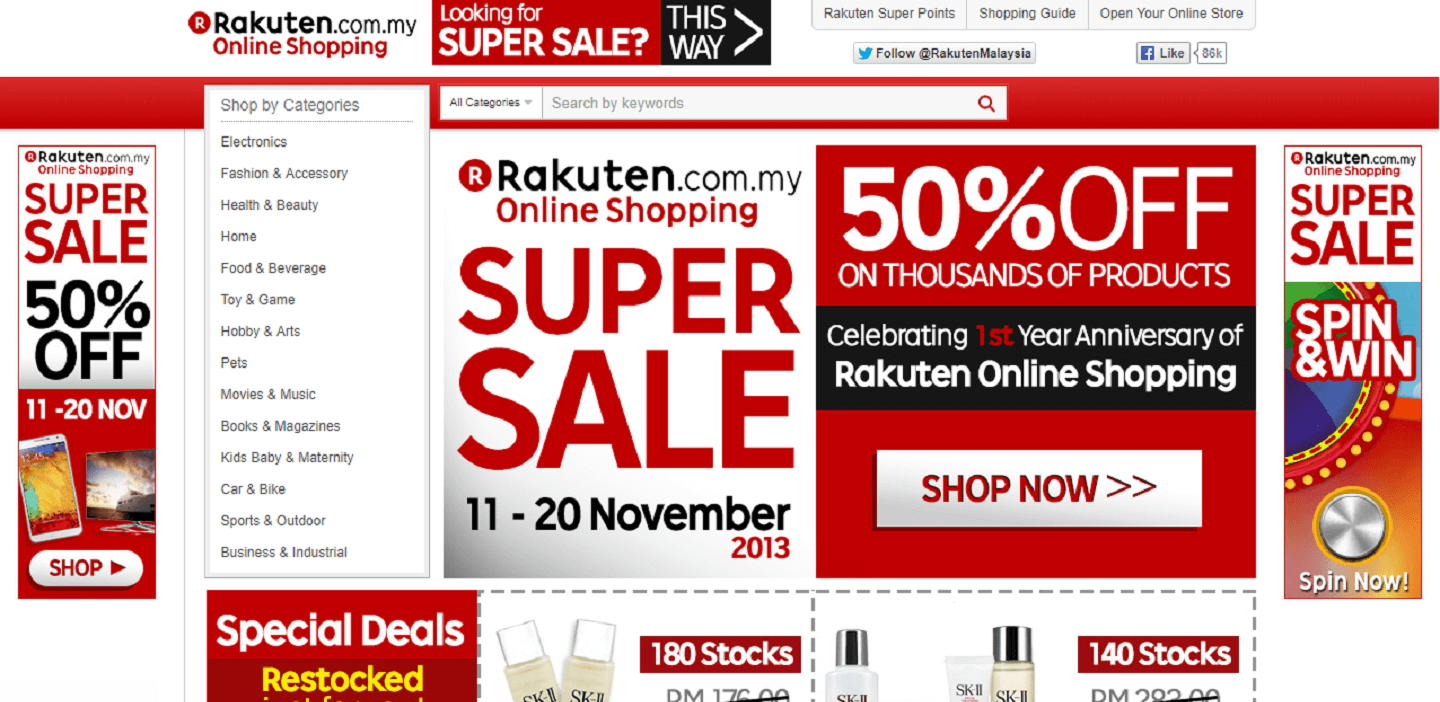 Rakuten.com.my
Online Shopping
Looking for
SUPER SALE?
THIS
WAY
Rakuten Super Points
Shopping Guide
Open Your Online Store
Follow @RakutenMalaysia
Like
86k
Shop by Categories
Electronics
Fashion & Accessory
Health & Beauty
Home
Food & Beverage
Toy & Game
Hobby & Arts
Pets
Movies & Music
Books & Magazines
Kids Baby & Maternity
Car & Bike
Sports & Outdoor
Business & Industrial
All Categories
Search by keywords
Rakuten.com.my
Online Shopping
SUPER
SALE
50%
OFF
11 -20 NOV
SHOP
Rakuten.com.my
Online Shopping
SUPER
SALE
11 - 20 November
2013
50% OFF
ON THOUSANDS OF PRODUCTS
Celebrating 1st Year Anniversary of
Rakuten Online Shopping
SHOP NOW >>
Rakuten.com.my
Online Shopping
SUPER
SALE
SPIN
&WIN
Spin Now!
Special Deals
Restocked
SK-II
SK-II
180 Stocks
RM 176.00
SK-II
SK-II
SK-II
140 Stocks
RM 282.00